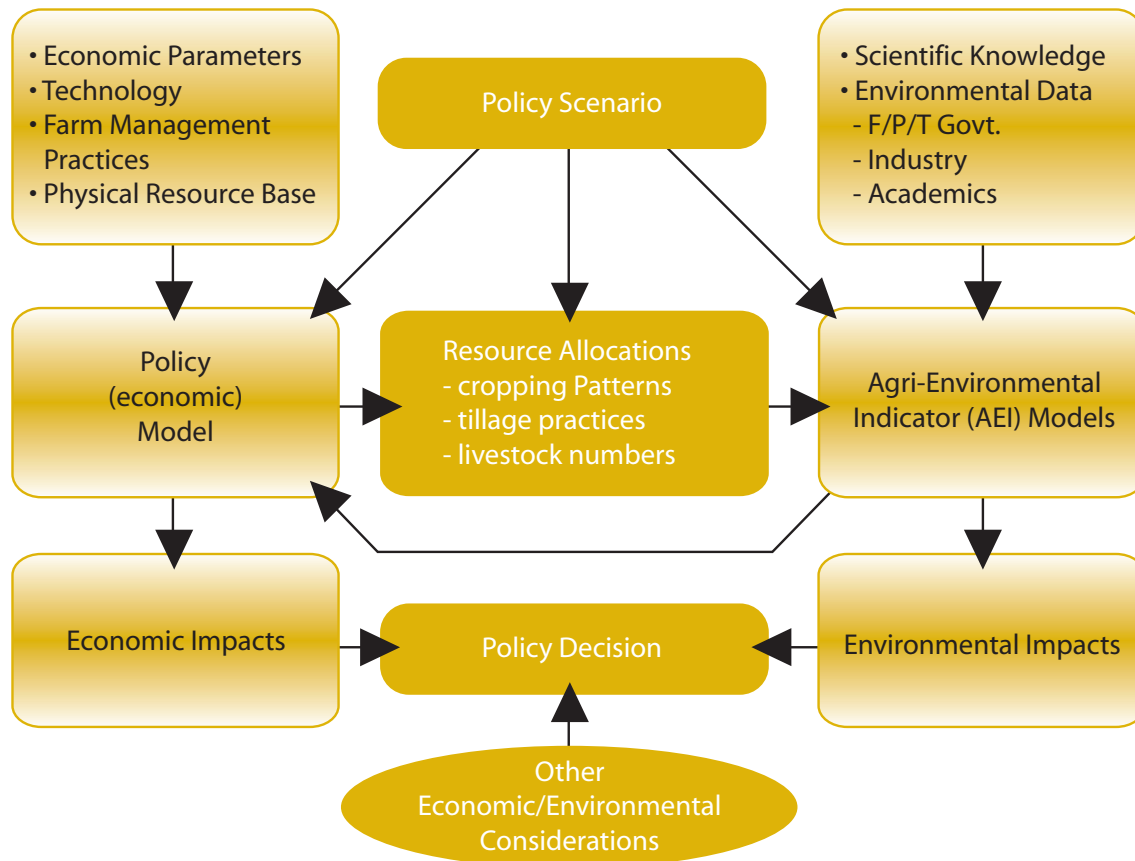 • Economic Parameters
• Technology
• Farm Management
Practices
• Physical Resource Base
Policy Scenario
• Scientific Knowledge
• Environmental Data
- F/P/T Govt.
- Industry
- Academics
Policy
(economic)
Model
Resource Allocations
- cropping Patterns
- tillage practices
- livestock numbers
Agri-Environmental
Indicator (AEI) Models
Economic Impacts
Policy Decision
Environmental Impacts
Other
Economic/Environmental
Considerations